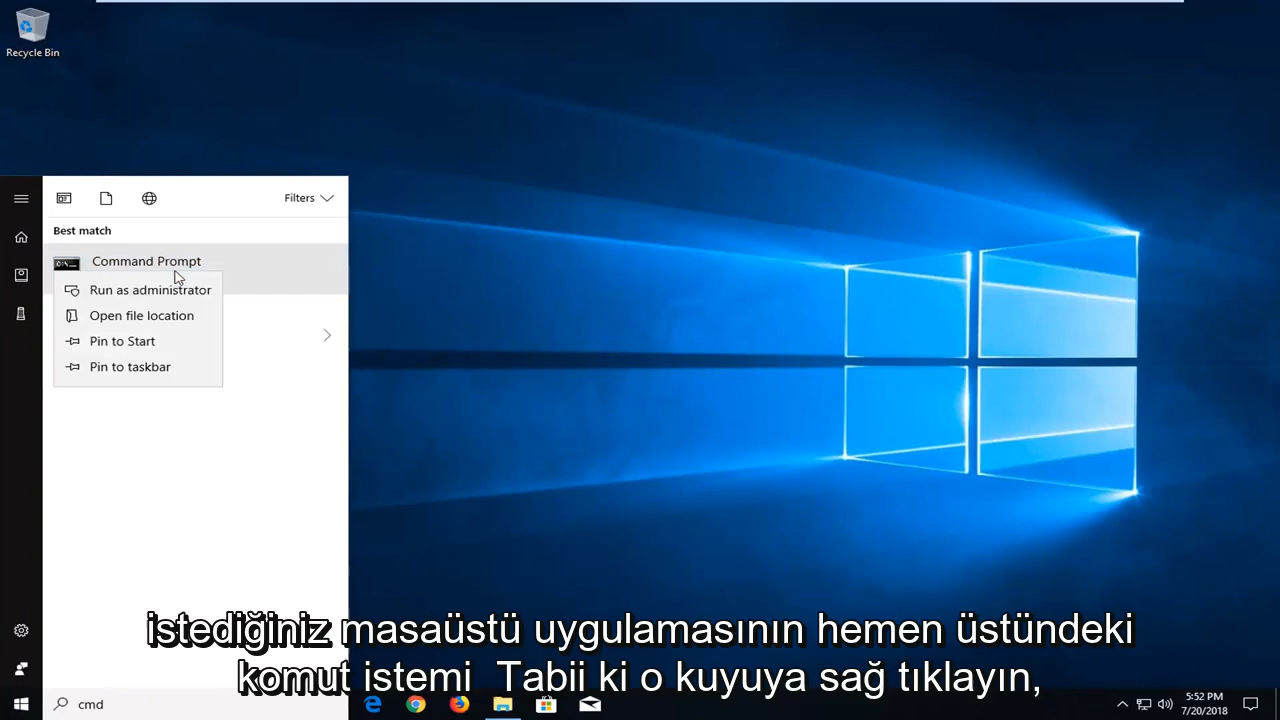 Recycle Bin
Filters
Best match
Command Prompt
Run as administrator
Open file location
Pin to Start
Pin to taskbar
istediğiniz masaüstü uygulamasının hemen üstündeki
komut istemi  Tabii ki o kuyuya sağ tıklayın,
cmd
5:52 PM
7/20/2018